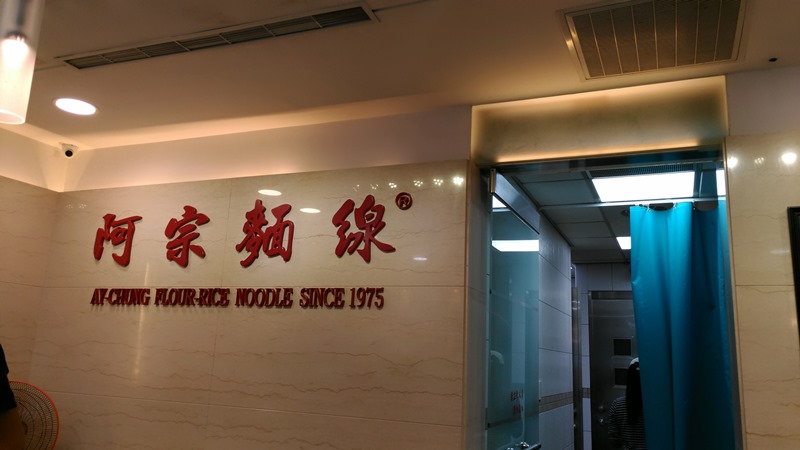 阿宗麵線®
AY-CHUNG FLOUR-RICE NOODLE SINCE 1975